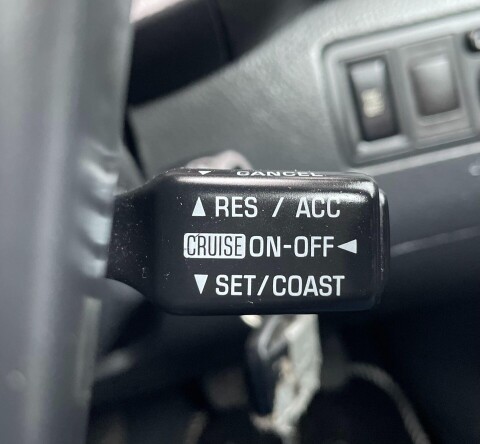 ▼ CANCEL
▲ RES / ACC
CRUISE ON-OFF ◀
▼ SET/COAST